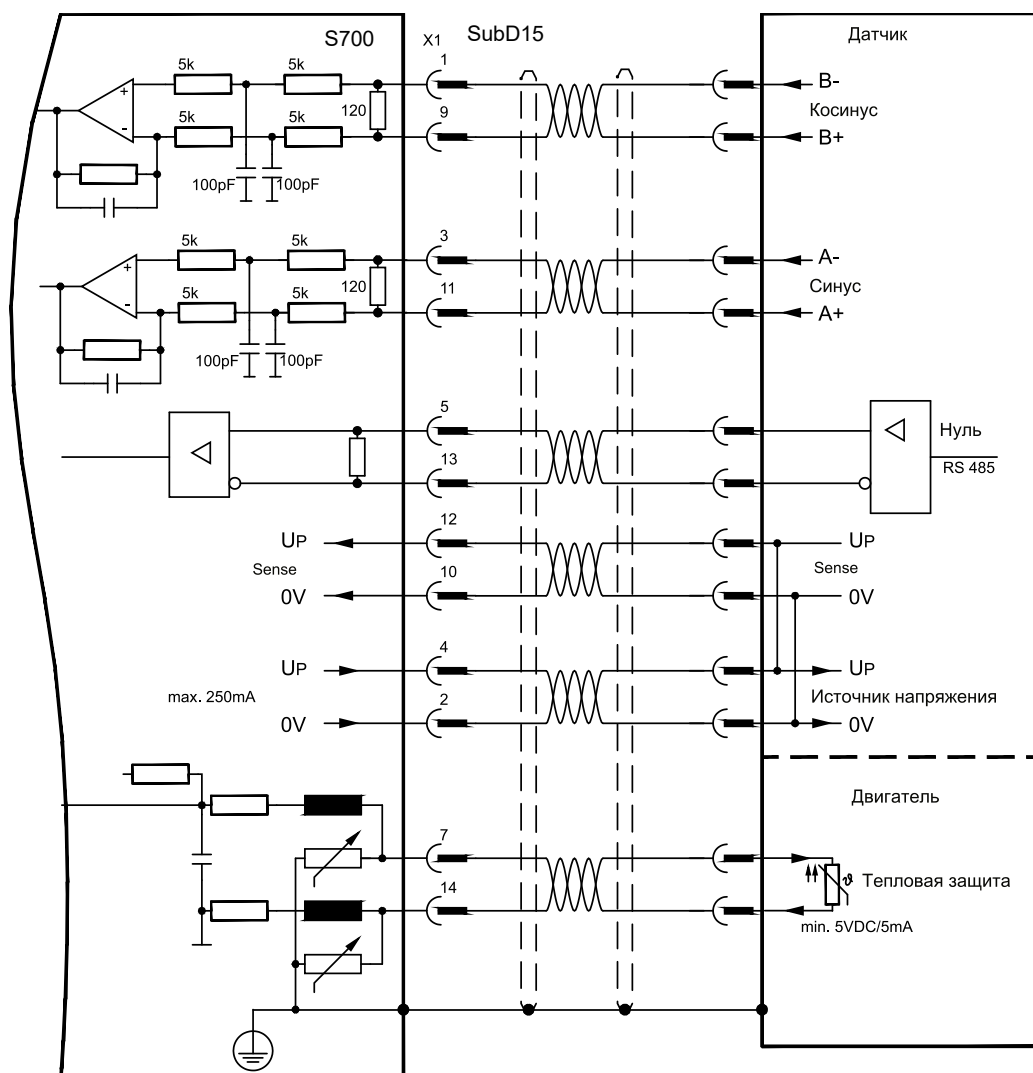 S700
X1
SubD15
Датчик
5k
5k
1
B-
+
120
Косинус
-
5k
5k
9
B+
100pF
100pF
5k
5k
3
A-
+
120
Синус
-
5k
5k
11
A+
100pF
100pF
5
Нуль
13
RS 485
UP
12
UP
Sense
Sense
0V
10
0V
UP
4
UP
max. 250mA
Источник напряжения
0V
2
0V
Двигатель
7
ϑ Тепловая защита
14
min. 5VDC/5mA